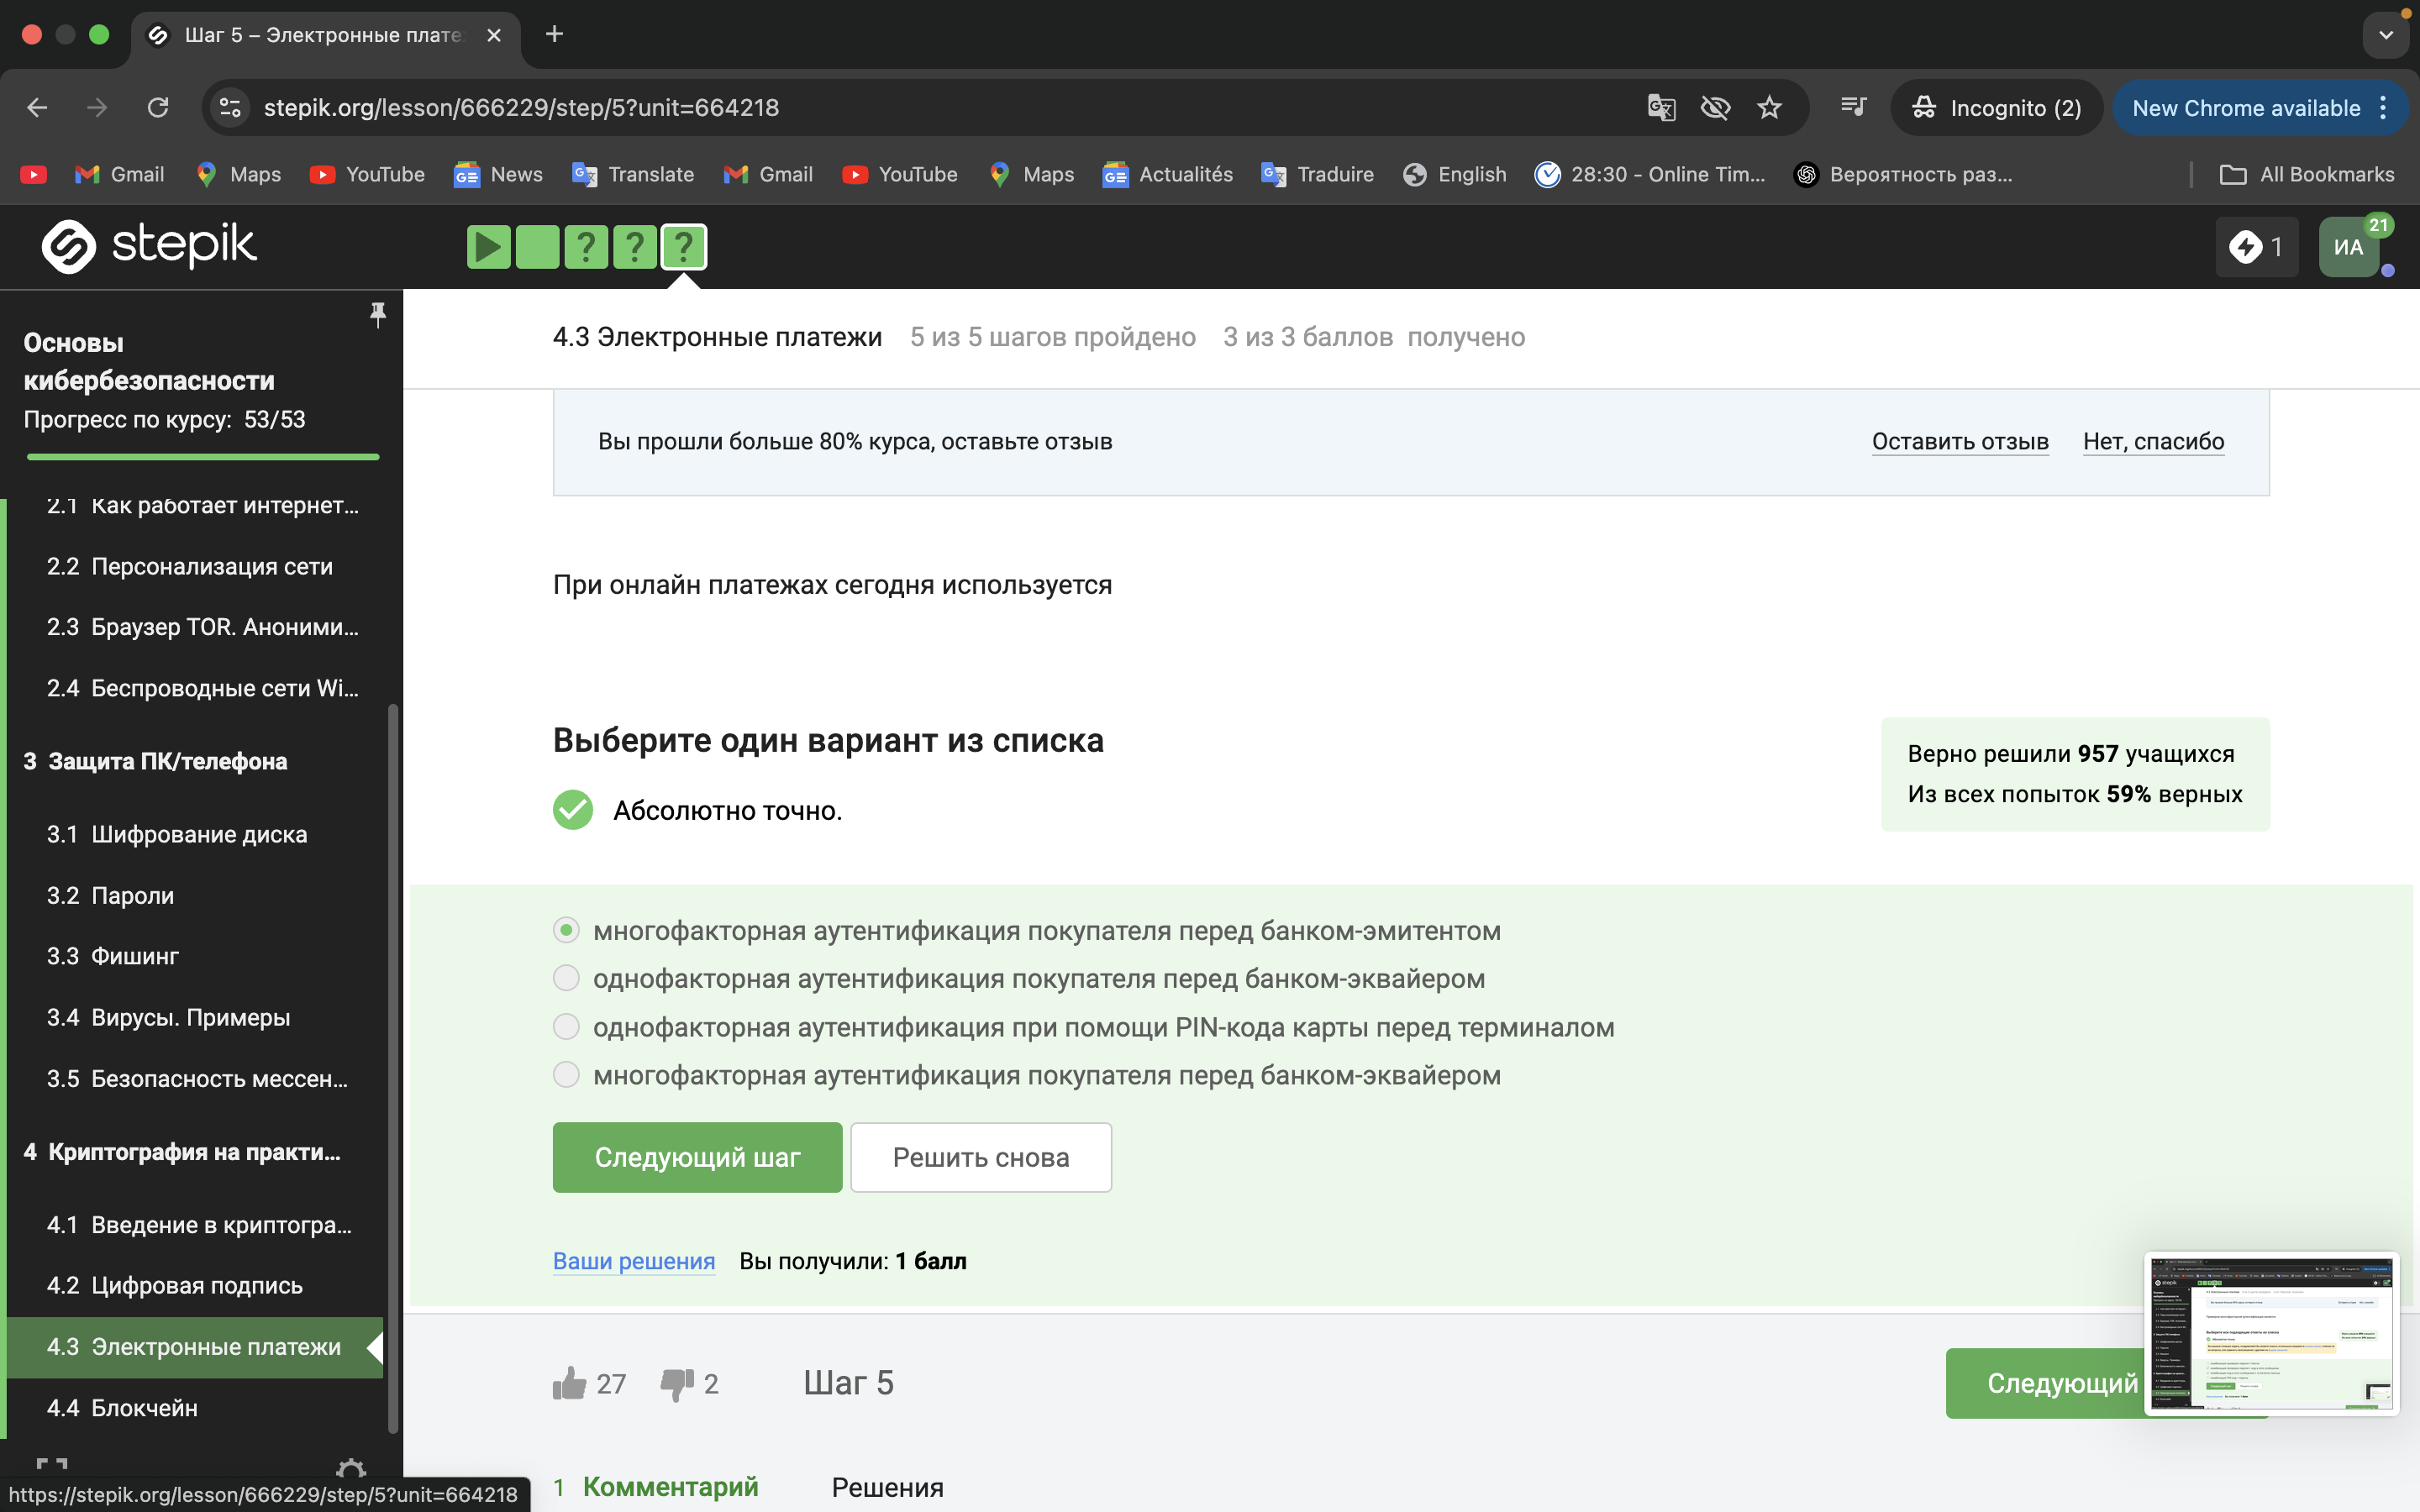 Шаг 5 – Электронные плате
stepik.org/lesson/666229/step/5?unit=664218
Incognito (2)
New Chrome available
Gmail
Maps
YouTube
News
Translate
Gmail
YouTube
Maps
Actualités
Traduire
English
28:30 - Online Tim...
Вероятность раз...
All Bookmarks
stepik
? ? ?
1
ИА
21
Основы
кибербезопасности
Прогресс по курсу: 53/53
2.1 Как работает интернет...
2.2 Персонализация сети
2.3 Браузер TOR. Аноними...
2.4 Беспроводные сети Wi...
3 Защита ПК/телефона
3.1 Шифрование диска
3.2 Пароли
3.3 Фишинг
3.4 Вирусы. Примеры
3.5 Безопасность мессен...
4 Криптография на практи...
4.1 Введение в криптогра...
4.2 Цифровая подпись
4.3 Электронные платежи
4.4 Блокчейн
https://stepik.org/lesson/666229/step/5?unit=664218
4.3 Электронные платежи 5 из 5 шагов пройдено 3 из 3 баллов получено
Вы прошли больше 80% курса, оставьте отзыв
Оставить отзыв
Нет, спасибо
При онлайн платежах сегодня используется
Выберите один вариант из списка
Абсолютно точно.
Верно решили 957 учащихся
Из всех попыток 59% верных
многофакторная аутентификация покупателя перед банком-эмитентом
однофакторная аутентификация покупателя перед банком-эквайером
однофакторная аутентификация при помощи PIN-кода карты перед терминалом
многофакторная аутентификация покупателя перед банком-эквайером
Следующий шаг
Решить снова
Ваши решения
Вы получили: 1 балл
27
2
Шаг 5
Следующий
1 Комментарий
Решения